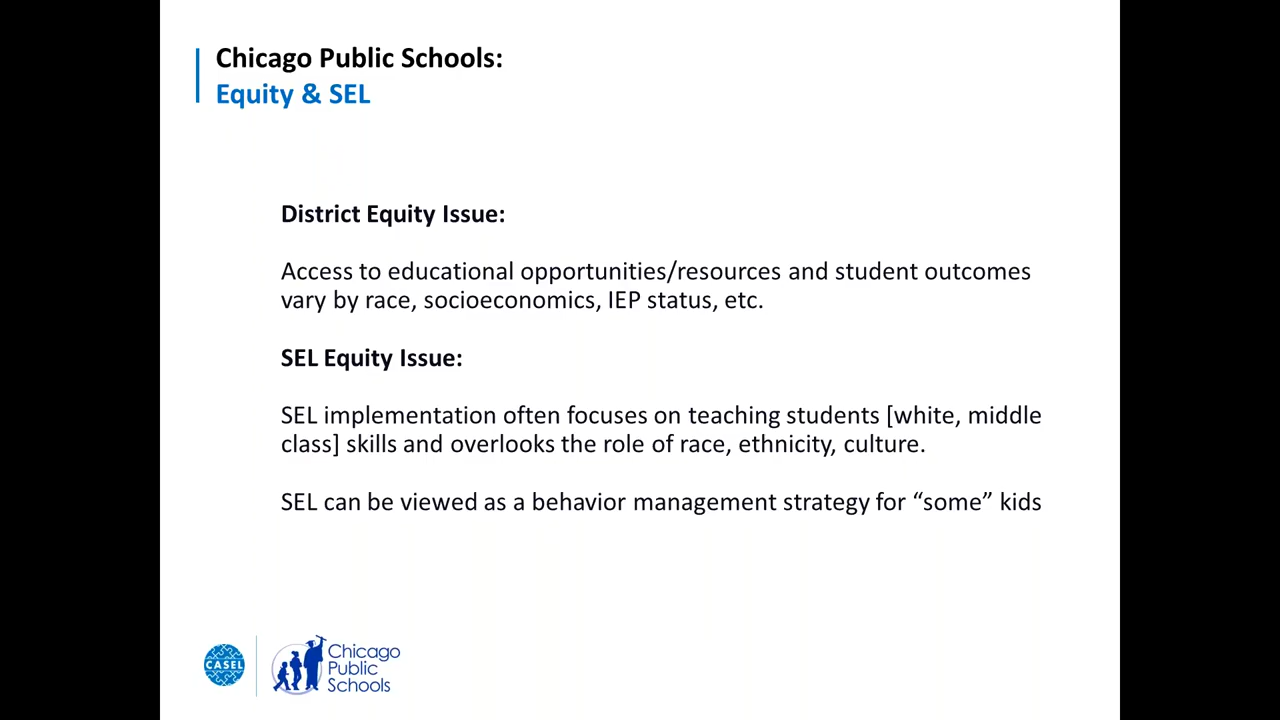 Chicago Public Schools:
Equity & SEL
District Equity Issue:
Access to educational opportunities/resources and student outcomes
vary by race, socioeconomics, IEP status, etc.
SEL Equity Issue:
SEL implementation often focuses on teaching students [white, middle
class] skills and overlooks the role of race, ethnicity, culture.
SEL can be viewed as a behavior management strategy for “some” kids
CASEL
Chicago
Public
Schools